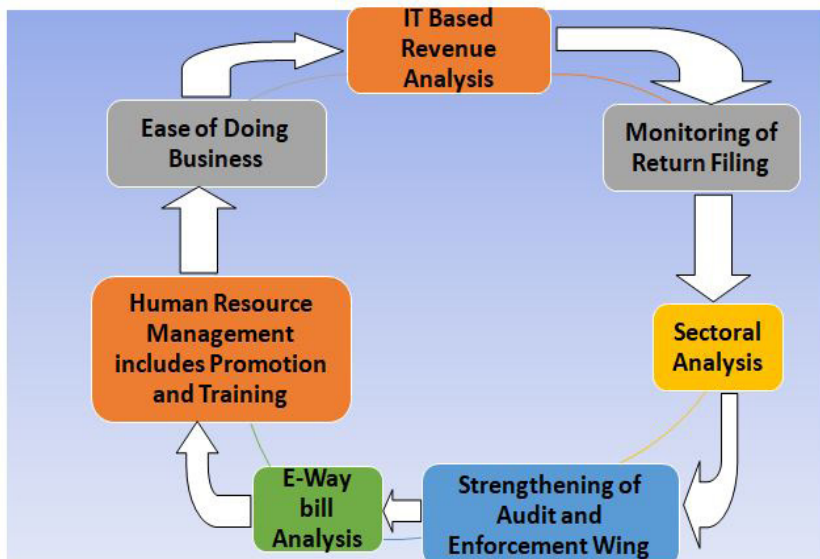 IT Based
Revenue
Analysis
Monitoring of
Return Filing
Sectoral
Analysis
Strengthening of
Audit and
Enforcement Wing
E-Way
bill
Analysis
Human Resource
Management
includes Promotion
and Training
Ease of Doing
Business